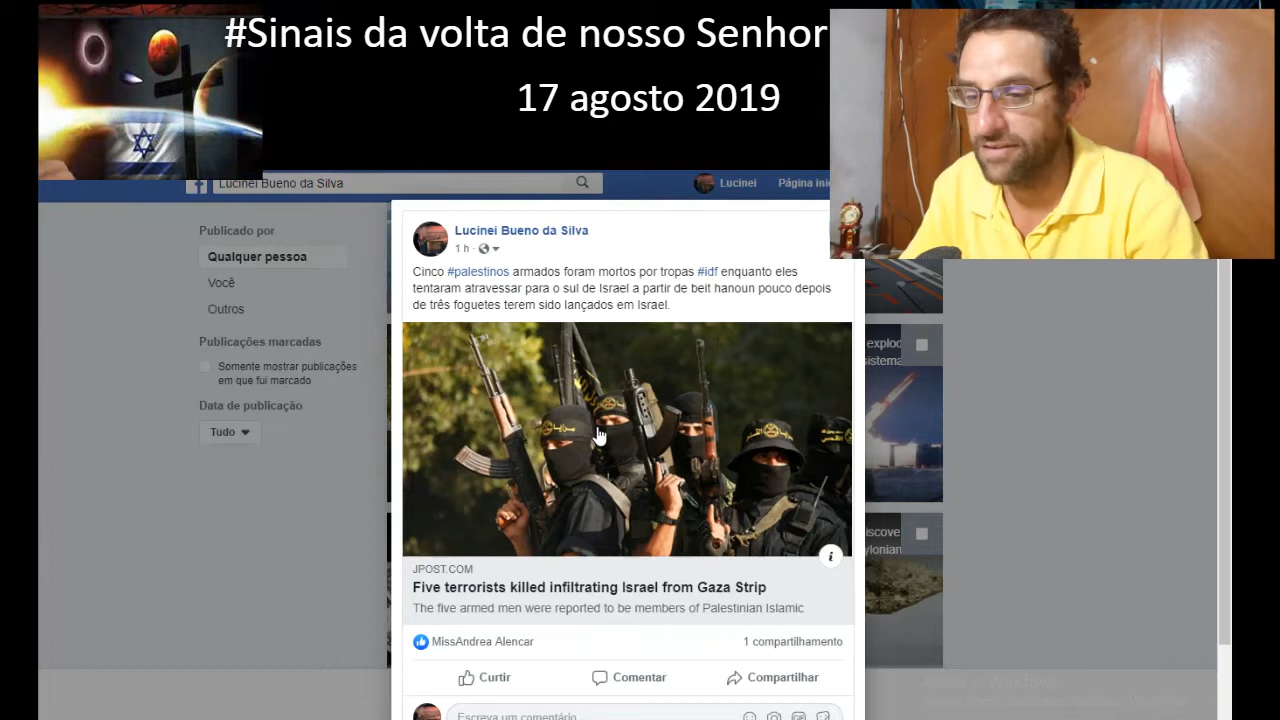 #Sinais da volta de nosso Senhor
17 agosto 2019
Lucinei Bueno da Silva
Lucinei
Página ini
Publicado por
Qualquer pessoa
Você
Outros
Publicações marcadas
Somente mostrar publicações
em que fui marcado
Data de publicação
Tudo
Lucinei Bueno da Silva
1 h
Cinco #palestinos armados foram mortos por tropas #idf enquanto eles
tentaram atravessar para o sul de Israel a partir de beit hanoun pouco depois
de três foguetes terem sido lançados em Israel.
JPOST.COM
Five terrorists killed infiltrating Israel from Gaza Strip
The five armed men were reported to be members of Palestinian Islamic
MissAndrea Alencar
1 compartilhamento
Curtir
Comentar
Compartilhar
Escreva um comentário
explod
sistema
iscove
ylonian